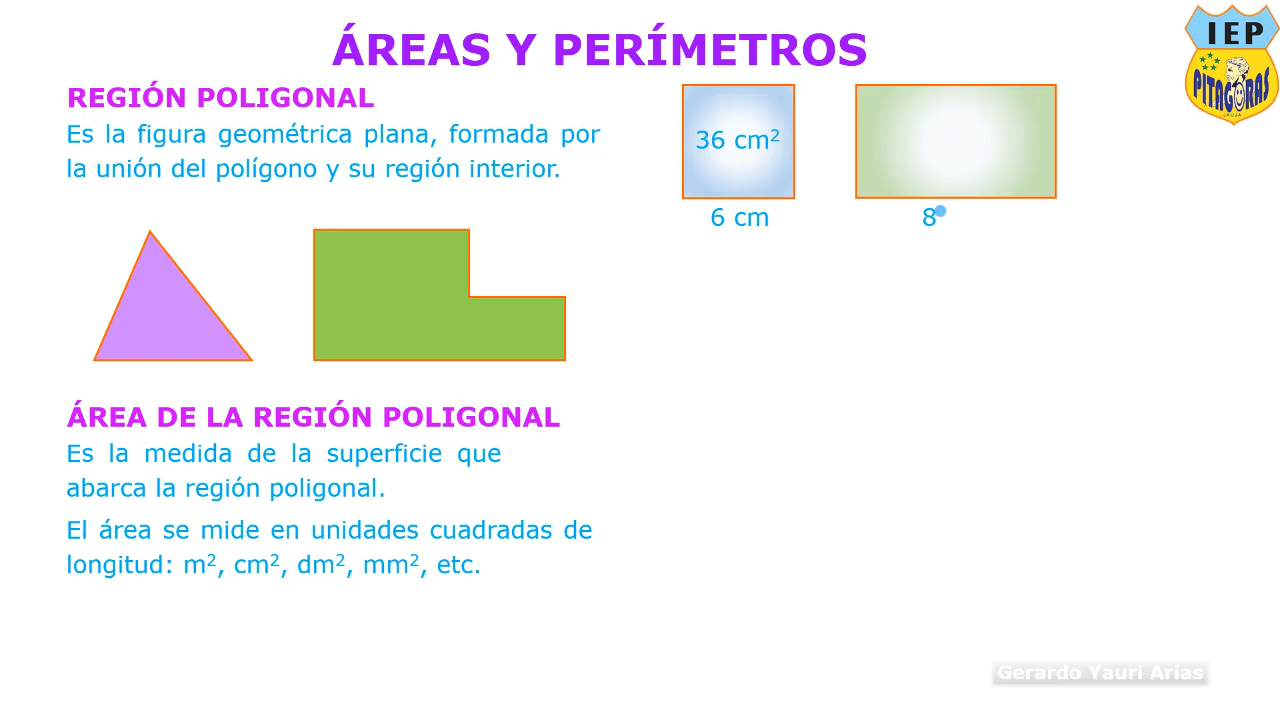 ÁREAS Y PERÍMETROS
IEP
PITAGORAS
JAUJA
REGIÓN POLIGONAL
Es la figura geométrica plana, formada por
la unión del polígono y su región interior.
36 cm²
6 cm
8
ÁREA DE LA REGIÓN POLIGONAL
Es la medida de la superficie que
abarca la región poligonal.
El área se mide en unidades cuadradas de
longitud: m², cm², dm², mm², etc.
Gerardo Yauri Arias